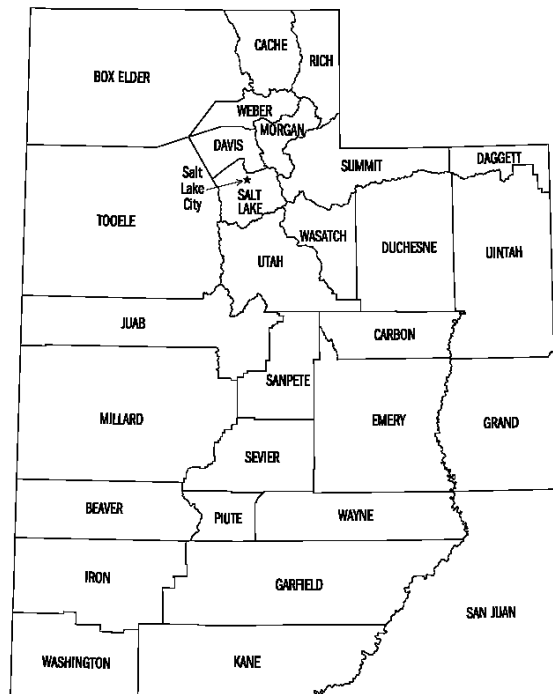 CACHE
RICH
BOX ELDER
WEBER
MORGAN
DAVIS
SUMMIT
DAGGETT
Salt
Lake
City
SALT
LAKE
TOOELE
WASATCH
DUCHESNE
UINTAH
UTAH
JUAB
CARBON
SANPETE
MILLARD
EMERY
GRAND
SEVIER
BEAVER
PIUTE
WAYNE
IRON
GARFIELD
SAN JUAN
WASHINGTON
KANE